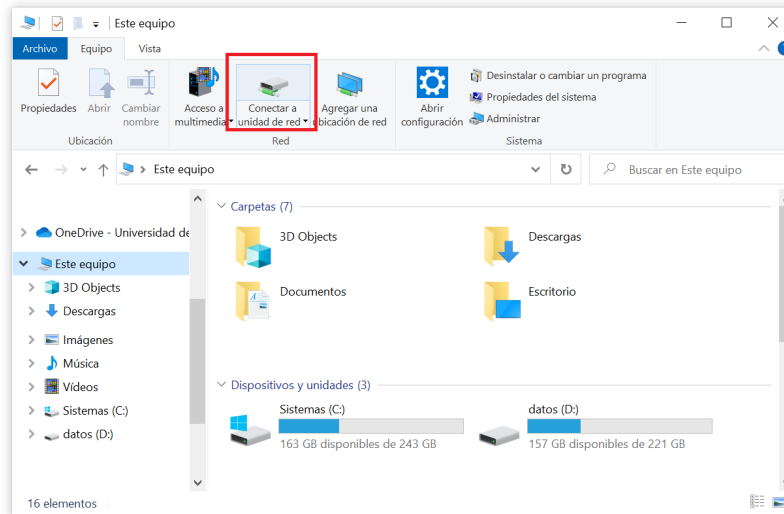 Este equipo
Archivo Equipo Vista
Propiedades Abrir Cambiar nombre Acceso a multimedia Conectar a unidad de red Agregar una ubicación de red Abrir configuración
Desinstalar o cambiar un programa
Propiedades del sistema
Administrar
Ubicación Red Sistema
Este equipo Buscar en Este equipo
OneDrive - Universidad de
Este equipo
3D Objects
Descargas
Imágenes
Música
Vídeos
Sistemas (C:)
datos (D:)
Carpetas (7)
3D Objects Descargas
Documentos Escritorio
Dispositivos y unidades (3)
Sistemas (C:) datos (D:)
163 GB disponibles de 243 GB 157 GB disponibles de 221 GB
16 elementos